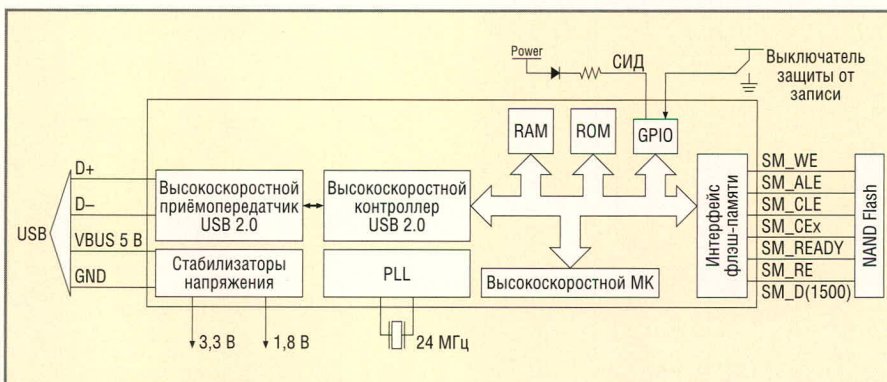 Power
СИД
Выключатель
защиты от
записи
RAM
ROM
GPIO
D+
D–
USB
VBUS 5 В
GND
Высокоскоростной
приёмопередатчик
USB 2.0
Высокоскоростной
контроллер
USB 2.0
Стабилизаторы
напряжения
PLL
Высокоскоростной МК
Интерфейс
флэш-памяти
SM_WE
SM_ALE
SM_CLE
SM_CEx
SM_READY
SM_RE
SM_D(1500)
NAND Flash
3,3 В
1,8 В
24 МГц